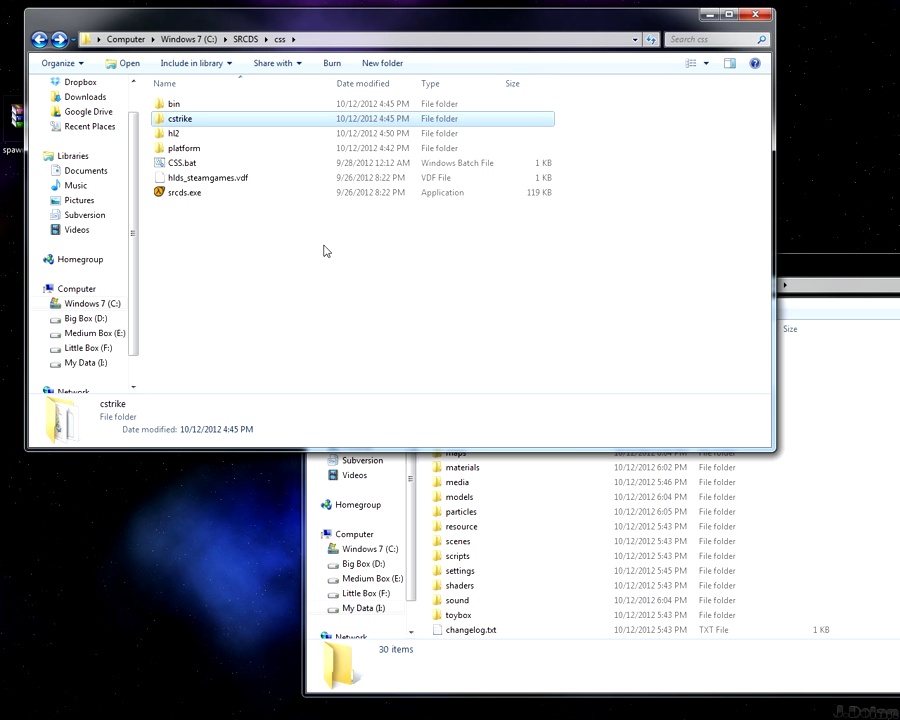 Computer Windows 7 (C:) SRCDS css
Search css
Organize Open Include in library Share with Burn New folder
Name Date modified Type Size
Dropbox
Downloads
Google Drive
Recent Places
Libraries
Documents
Music
Pictures
Subversion
Videos
Homegroup
Computer
Windows 7 (C:)
Big Box (D:)
Medium Box (E:)
Little Box (F:)
My Data (I:)
Network
bin 10/12/2012 4:45 PM File folder
cstrike 10/12/2012 4:45 PM File folder
hl2 10/12/2012 4:50 PM File folder
platform 10/12/2012 4:42 PM File folder
CSS.bat 9/28/2012 12:12 AM Windows Batch File 1 KB
hlds_steamgames.vdf 9/26/2012 8:22 PM VDF File 1 KB
srcds.exe 9/26/2012 8:22 PM Application 119 KB
cstrike
File folder
Date modified: 10/12/2012 4:45 PM
spaw
Size
Subversion
Videos
Homegroup
Computer
Windows 7 (C:)
Big Box (D:)
Medium Box (E:)
Little Box (F:)
My Data (I:)
Network
maps 10/12/2012 6:04 PM File folder
materials 10/12/2012 6:02 PM File folder
media 10/12/2012 5:46 PM File folder
models 10/12/2012 6:04 PM File folder
particles 10/12/2012 6:05 PM File folder
resource 10/12/2012 5:43 PM File folder
scenes 10/12/2012 5:43 PM File folder
scripts 10/12/2012 5:43 PM File folder
settings 10/12/2012 5:45 PM File folder
shaders 10/12/2012 5:43 PM File folder
sound 10/12/2012 6:04 PM File folder
toybox 10/12/2012 5:43 PM File folder
changelog.txt 10/12/2012 5:43 PM TXT File 1 KB
30 items